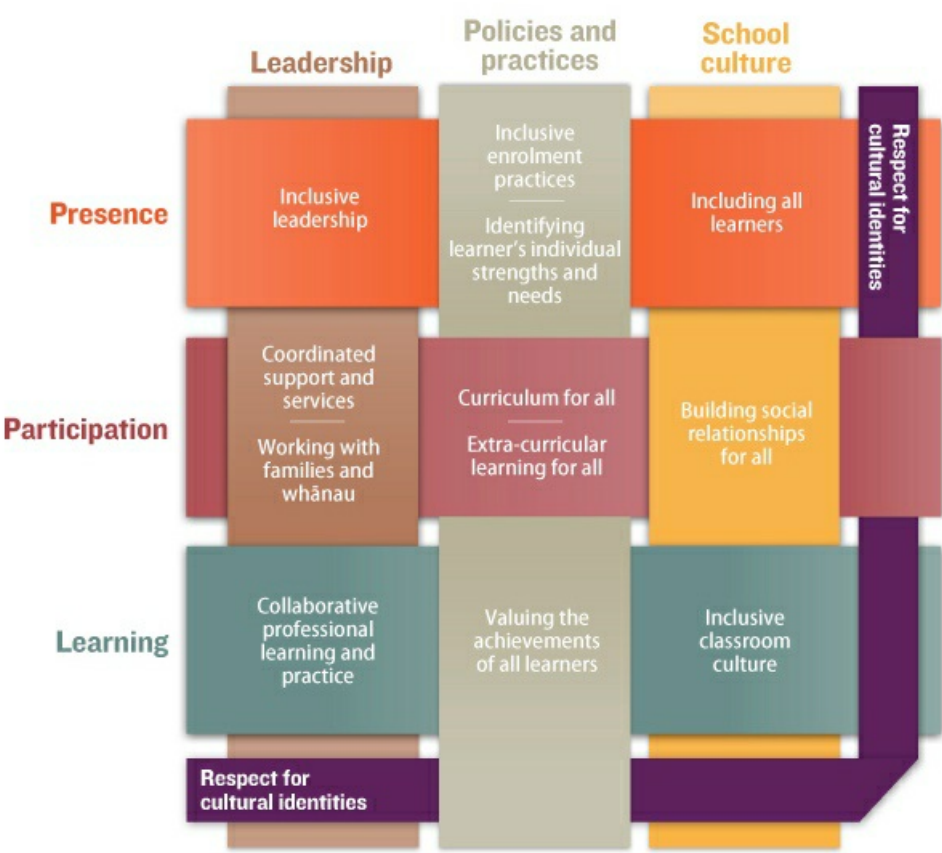 Leadership
Policies and
practices
School
culture
Presence
Inclusive
leadership
Inclusive
enrolment
practices
Identifying
learner's individual
strengths and
needs
Including all
learners
Respect for
cultural identities
Participation
Coordinated
support and
services
Working with
families and
whānau
Curriculum for all
Extra-curricular
learning for all
Building social
relationships
for all
Learning
Collaborative
professional
learning and
practice
Valuing the
achievements
of all learners
Inclusive
classroom
culture
Respect for
cultural identities